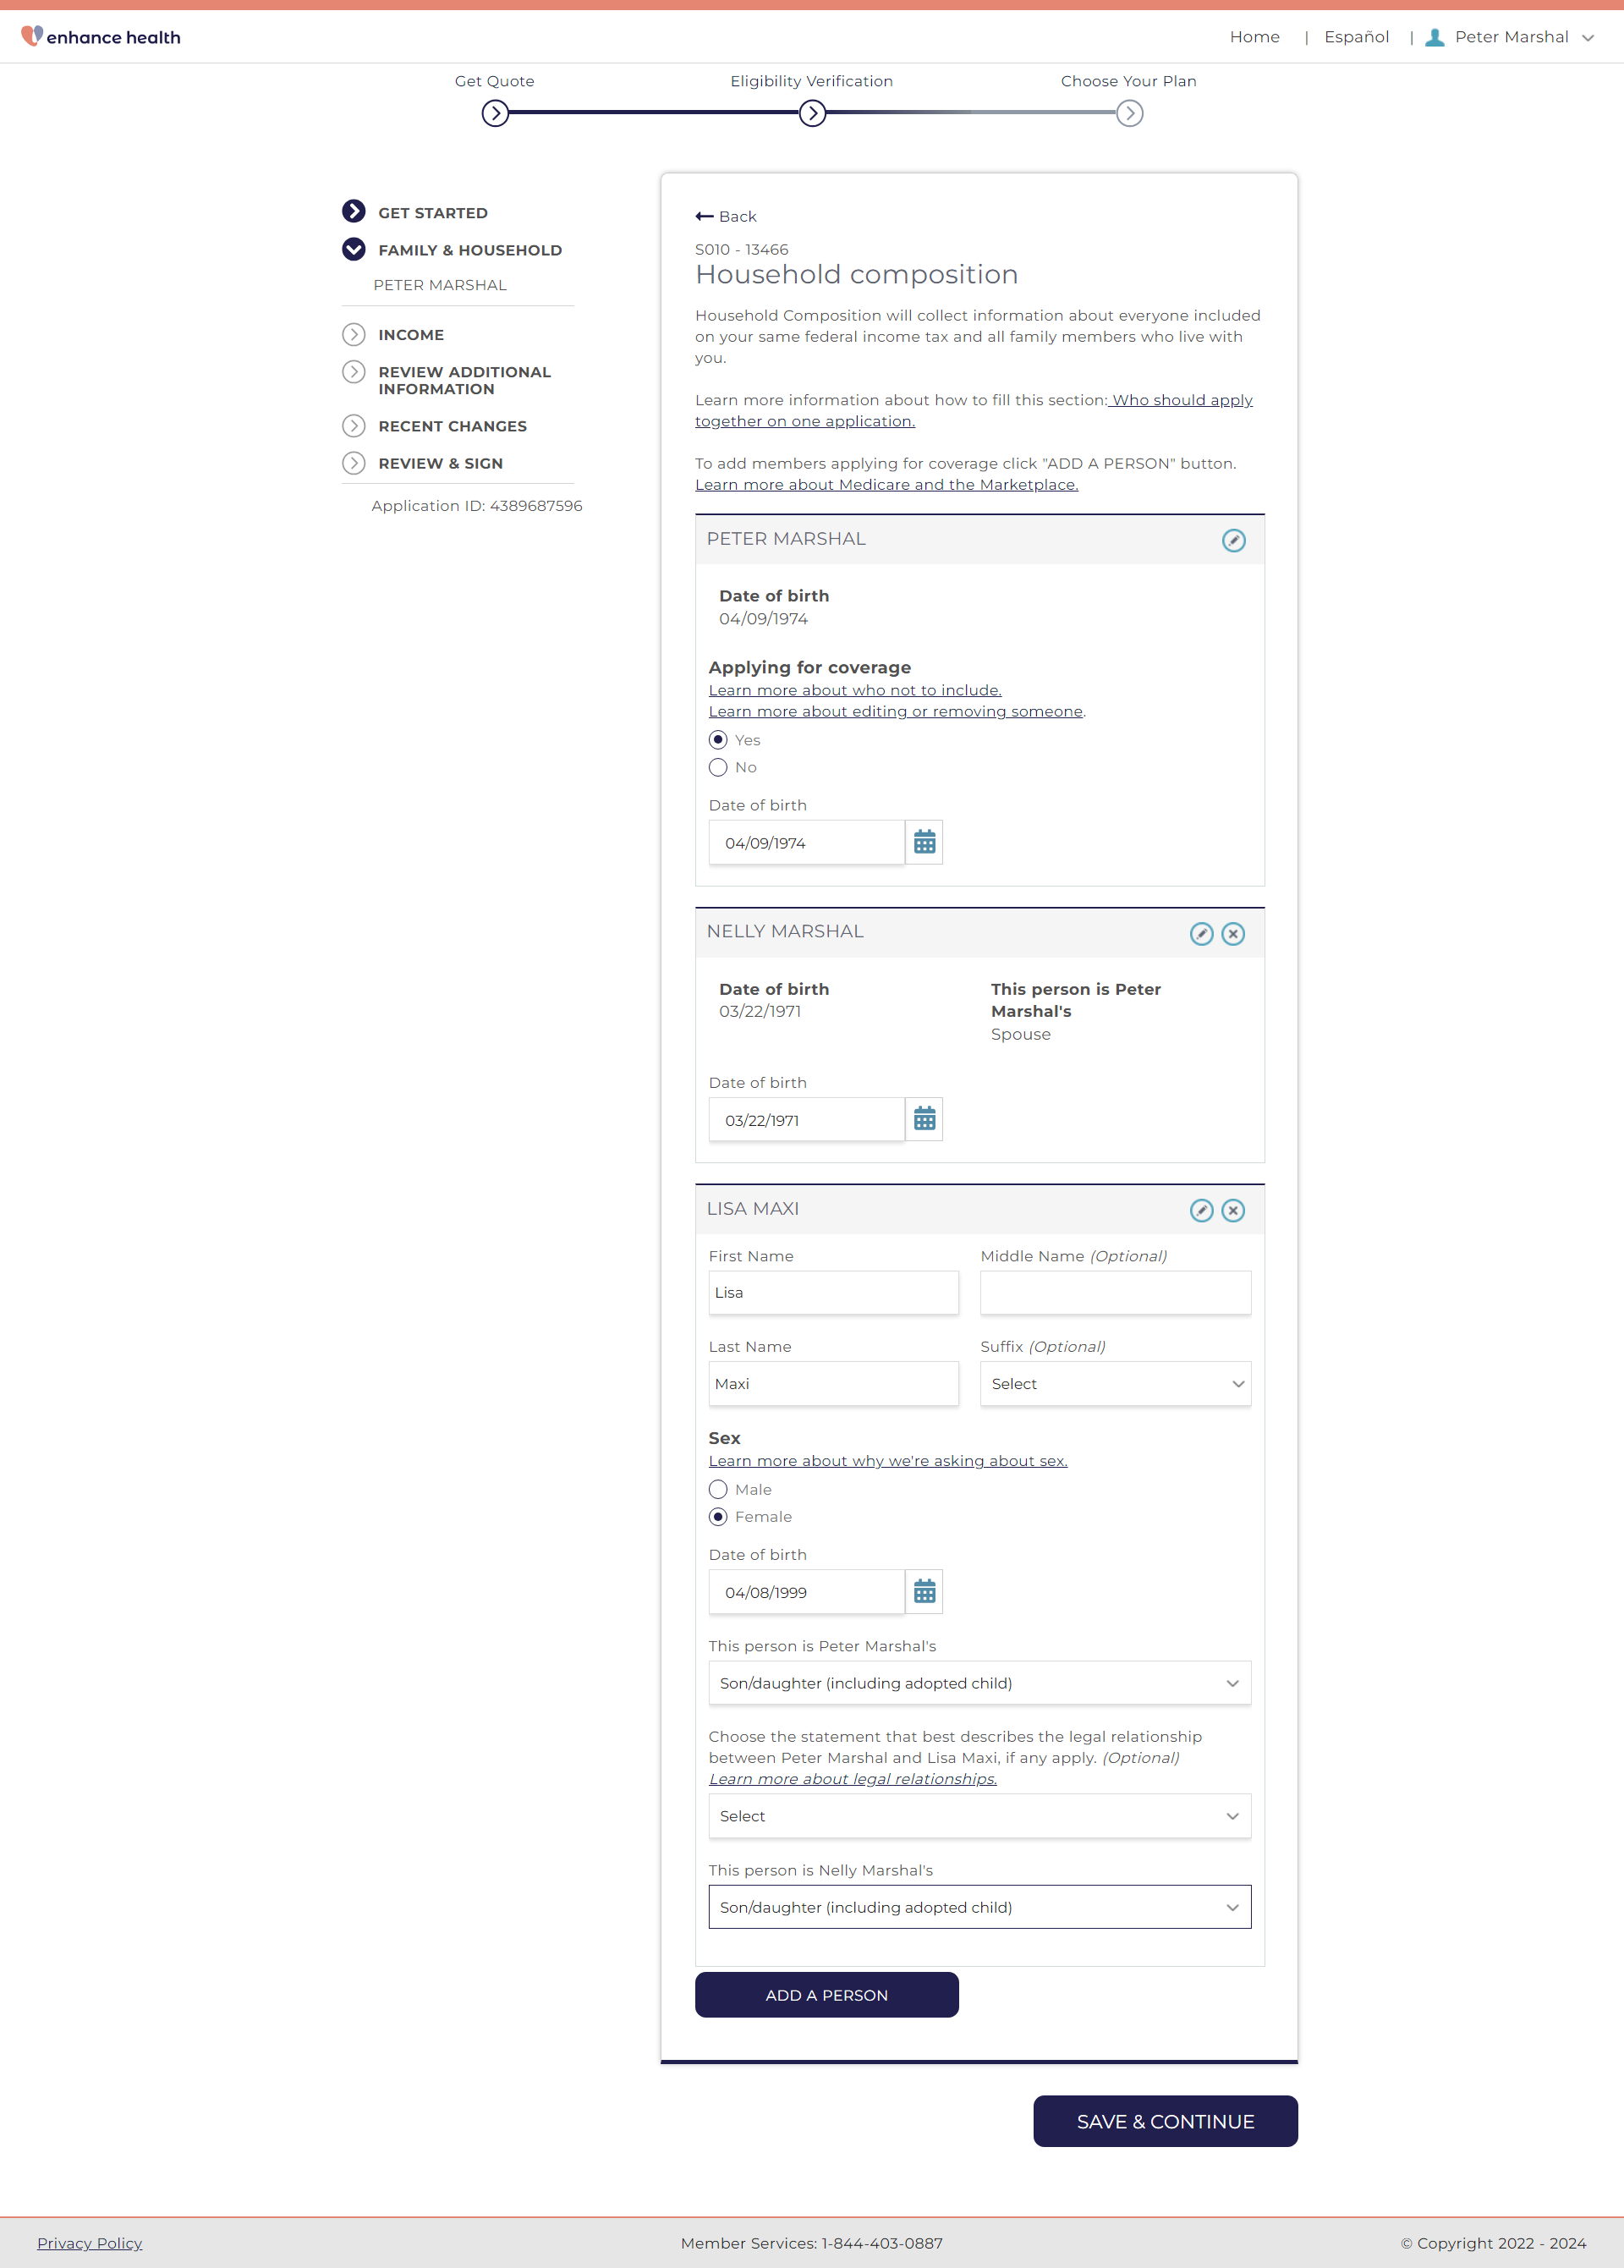 enhance health
Home | Español | Peter Marshal
Get Quote
Eligibility Verification
Choose Your Plan
GET STARTED
FAMILY & HOUSEHOLD
PETER MARSHAL
INCOME
REVIEW ADDITIONAL
INFORMATION
RECENT CHANGES
REVIEW & SIGN
Application ID: 4389687596
Back
S010 - 13466
Household composition
Household Composition will collect information about everyone included
on your same federal income tax and all family members who live with
you.
Learn more information about how to fill this section: Who should apply
together on one application.
To add members applying for coverage click "ADD A PERSON" button.
Learn more about Medicare and the Marketplace.
PETER MARSHAL
Date of birth
04/09/1974
Applying for coverage
Learn more about who not to include.
Learn more about editing or removing someone.
Yes
No
Date of birth
04/09/1974
NELLY MARSHAL
Date of birth
03/22/1971
This person is Peter
Marshal's
Spouse
Date of birth
03/22/1971
LISA MAXI
First Name
Lisa
Middle Name (Optional)
Last Name
Maxi
Suffix (Optional)
Select
Sex
Learn more about why we're asking about sex.
Male
Female
Date of birth
04/08/1999
This person is Peter Marshal's
Son/daughter (including adopted child)
Choose the statement that best describes the legal relationship
between Peter Marshal and Lisa Maxi, if any apply. (Optional)
Learn more about legal relationships.
Select
This person is Nelly Marshal's
Son/daughter (including adopted child)
ADD A PERSON
SAVE & CONTINUE
Privacy Policy
Member Services: 1-844-403-0887
© Copyright 2022 - 2024